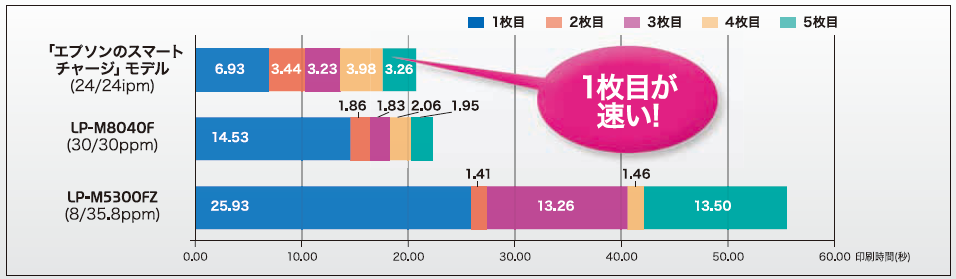 1枚目 2枚目 3枚目 4枚目 5枚目
「エプソンのスマート
チャージ」モデル
(24/24ipm)
6.93 3.44 3.23 3.98 3.26
1枚目が
速い!
LP-M8040F
(30/30ppm)
14.53 1.86 1.83 2.06 1.95
LP-M5300FZ
(8/35.8ppm)
25.93 1.41 13.26 1.46 13.50
0.00 10.00 20.00 30.00 40.00 50.00 60.00 印刷時間(秒)